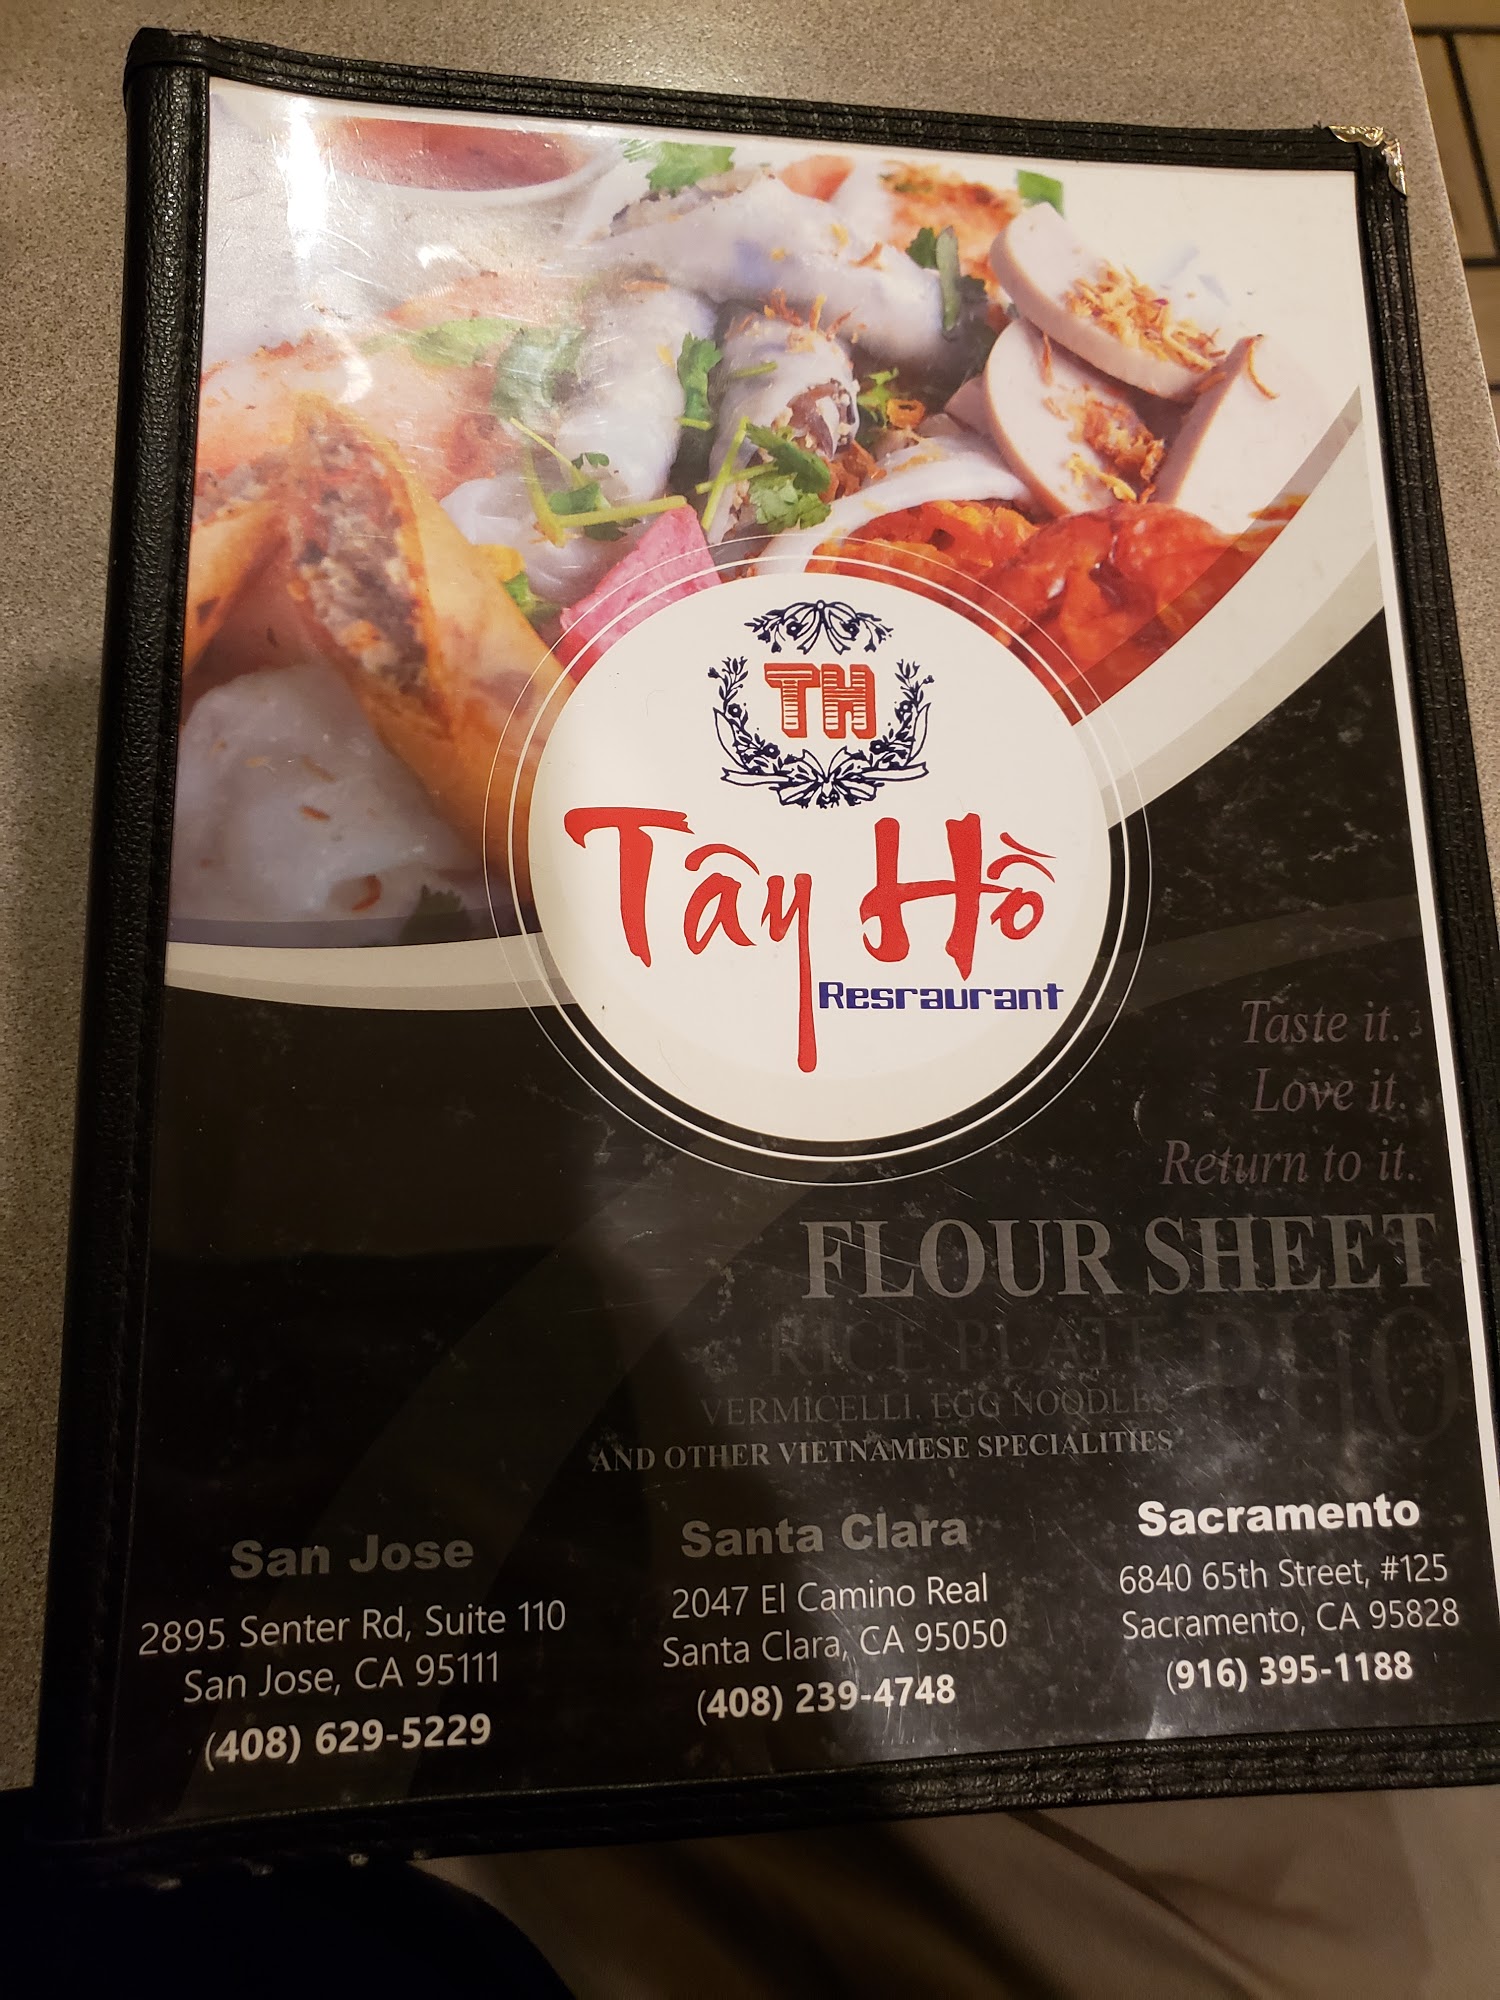 TH
Tây Hồ
Resraurant
Taste it.
Love it.
Return to it.
FLOUR SHEET
RICE PLATE PHO
VERMICELLI, EGG NOODLES
AND OTHER VIETNAMESE SPECIALITIES
San Jose
2895 Senter Rd, Suite 110
San Jose, CA 95111
(408) 629-5229
Santa Clara
2047 El Camino Real
Santa Clara, CA 95050
(408) 239-4748
Sacramento
6840 65th Street, #125
Sacramento, CA 95828
(916) 395-1188